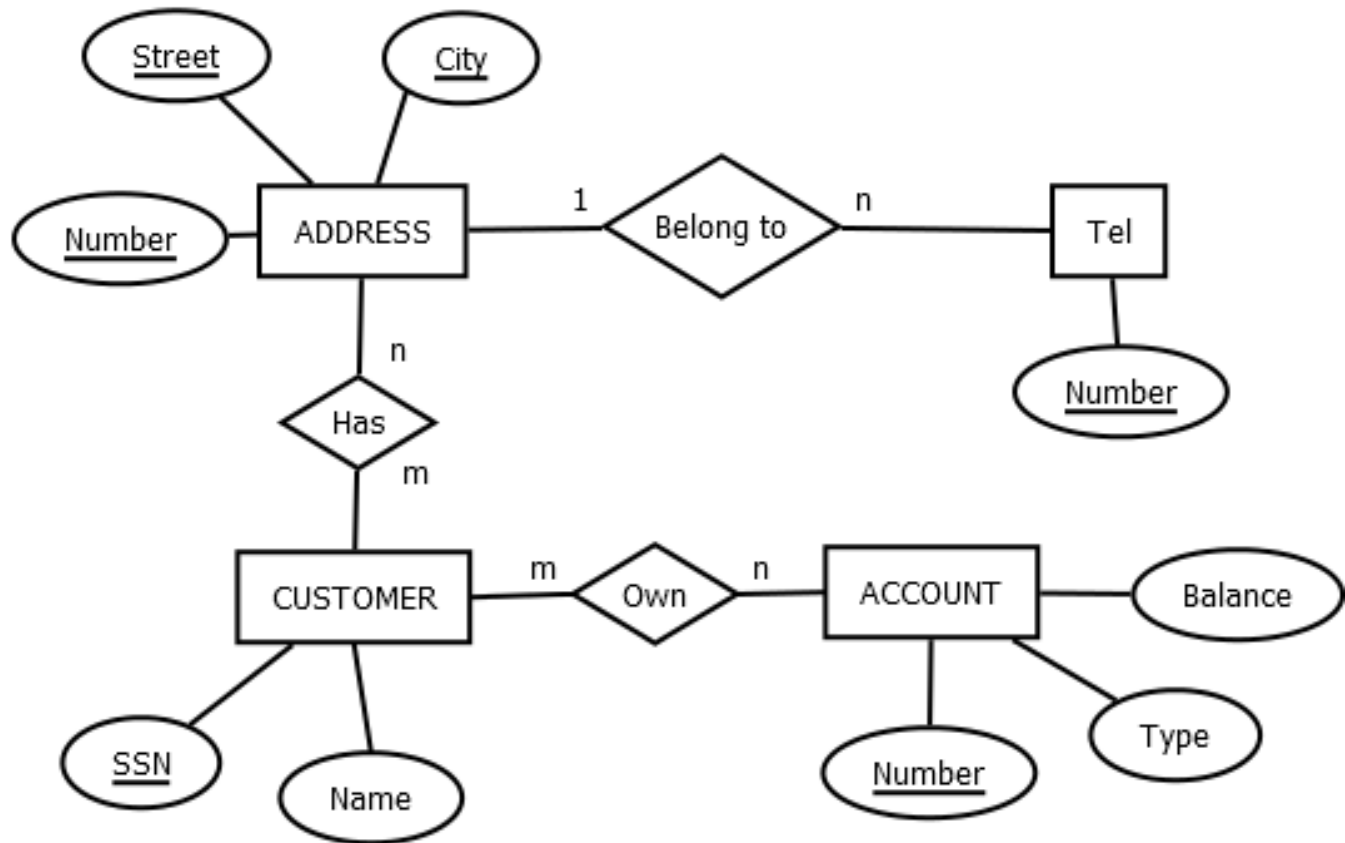 Street
City
Number
ADDRESS
1
Belong to
n
Tel
n
Has
m
Number
CUSTOMER
m
Own
n
ACCOUNT
Balance
SSN
Name
Number
Type